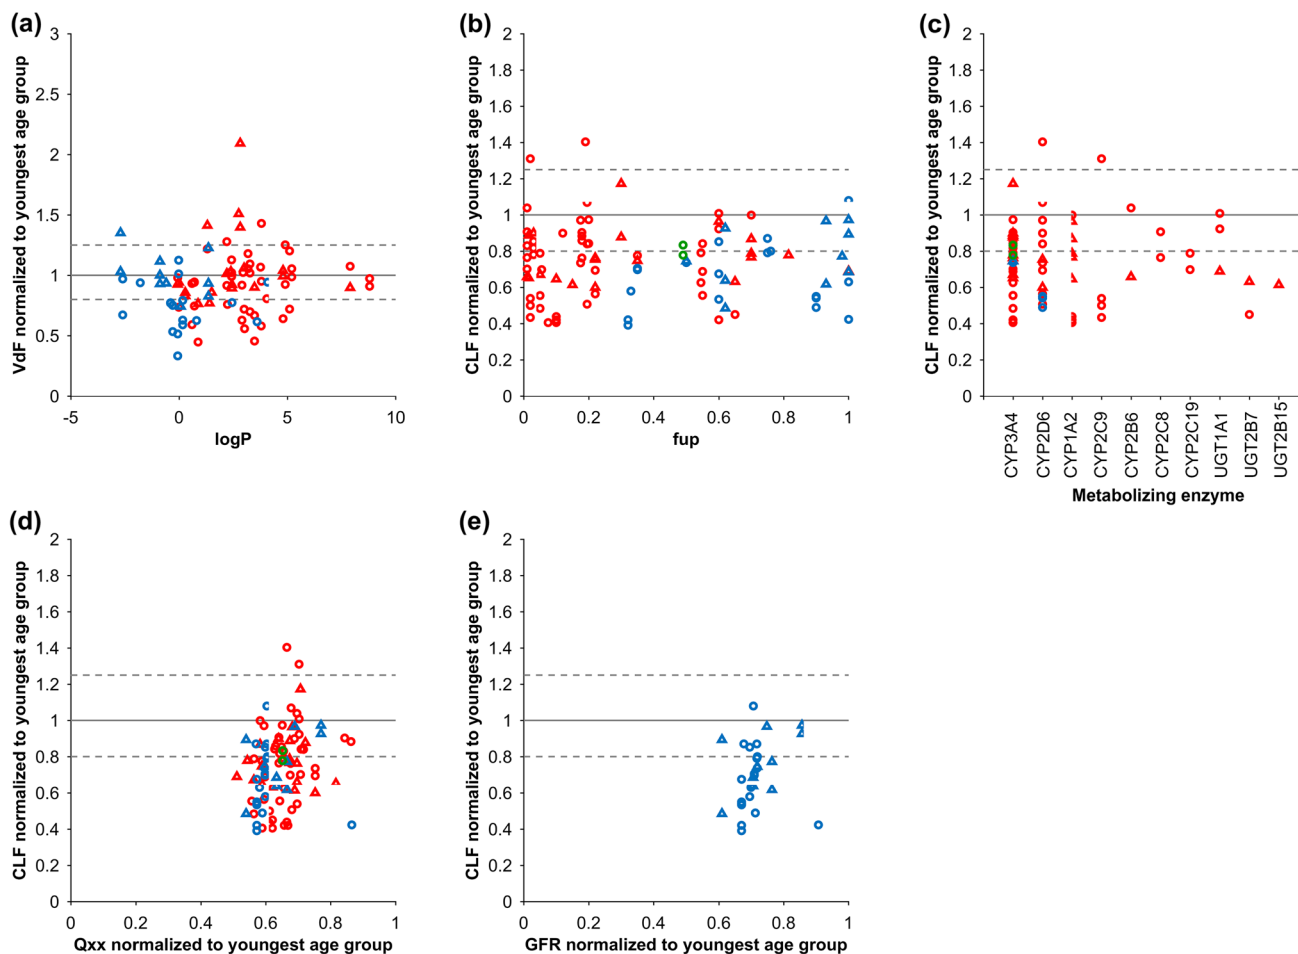 (a)
VdF normalized to youngest age group
3
2.5
2
1.5
1
0.5
0
-5
0
5
10
logP
(b)
CLF normalized to youngest age group
2
1.8
1.6
1.4
1.2
1
0.8
0.6
0.4
0.2
0
0
0.2
0.4
0.6
0.8
1
fup
(c)
CLF normalized to youngest age group
2
1.8
1.6
1.4
1.2
1
0.8
0.6
0.4
0.2
0
CYP3A4
CYP2D6
CYP1A2
CYP2C9
CYP2B6
CYP2C8
CYP2C19
UGT1A1
UGT2B7
UGT2B15
Metabolizing enzyme
(d)
CLF normalized to youngest age group
2
1.8
1.6
1.4
1.2
1
0.8
0.6
0.4
0.2
0
0
0.2
0.4
0.6
0.8
1
Qxx normalized to youngest age group
(e)
CLF normalized to youngest age group
2
1.8
1.6
1.4
1.2
1
0.8
0.6
0.4
0.2
0
0
0.2
0.4
0.6
0.8
1
GFR normalized to youngest age group